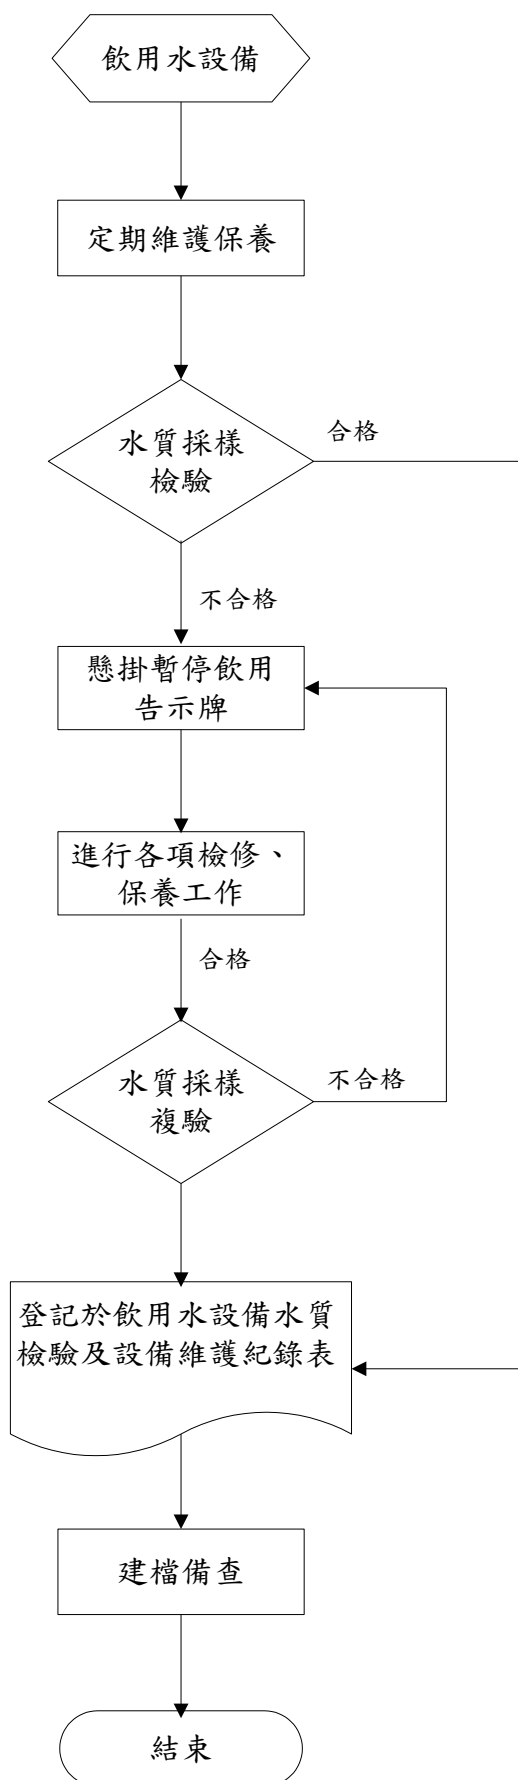 飲用水設備
定期維護保養
水質採樣
檢驗
合格
不合格
懸掛暫停飲用
告示牌
進行各項檢修、
保養工作
合格
水質採樣
複驗
不合格
登記於飲用水設備水質
檢驗及設備維護紀錄表
建檔備查
結束